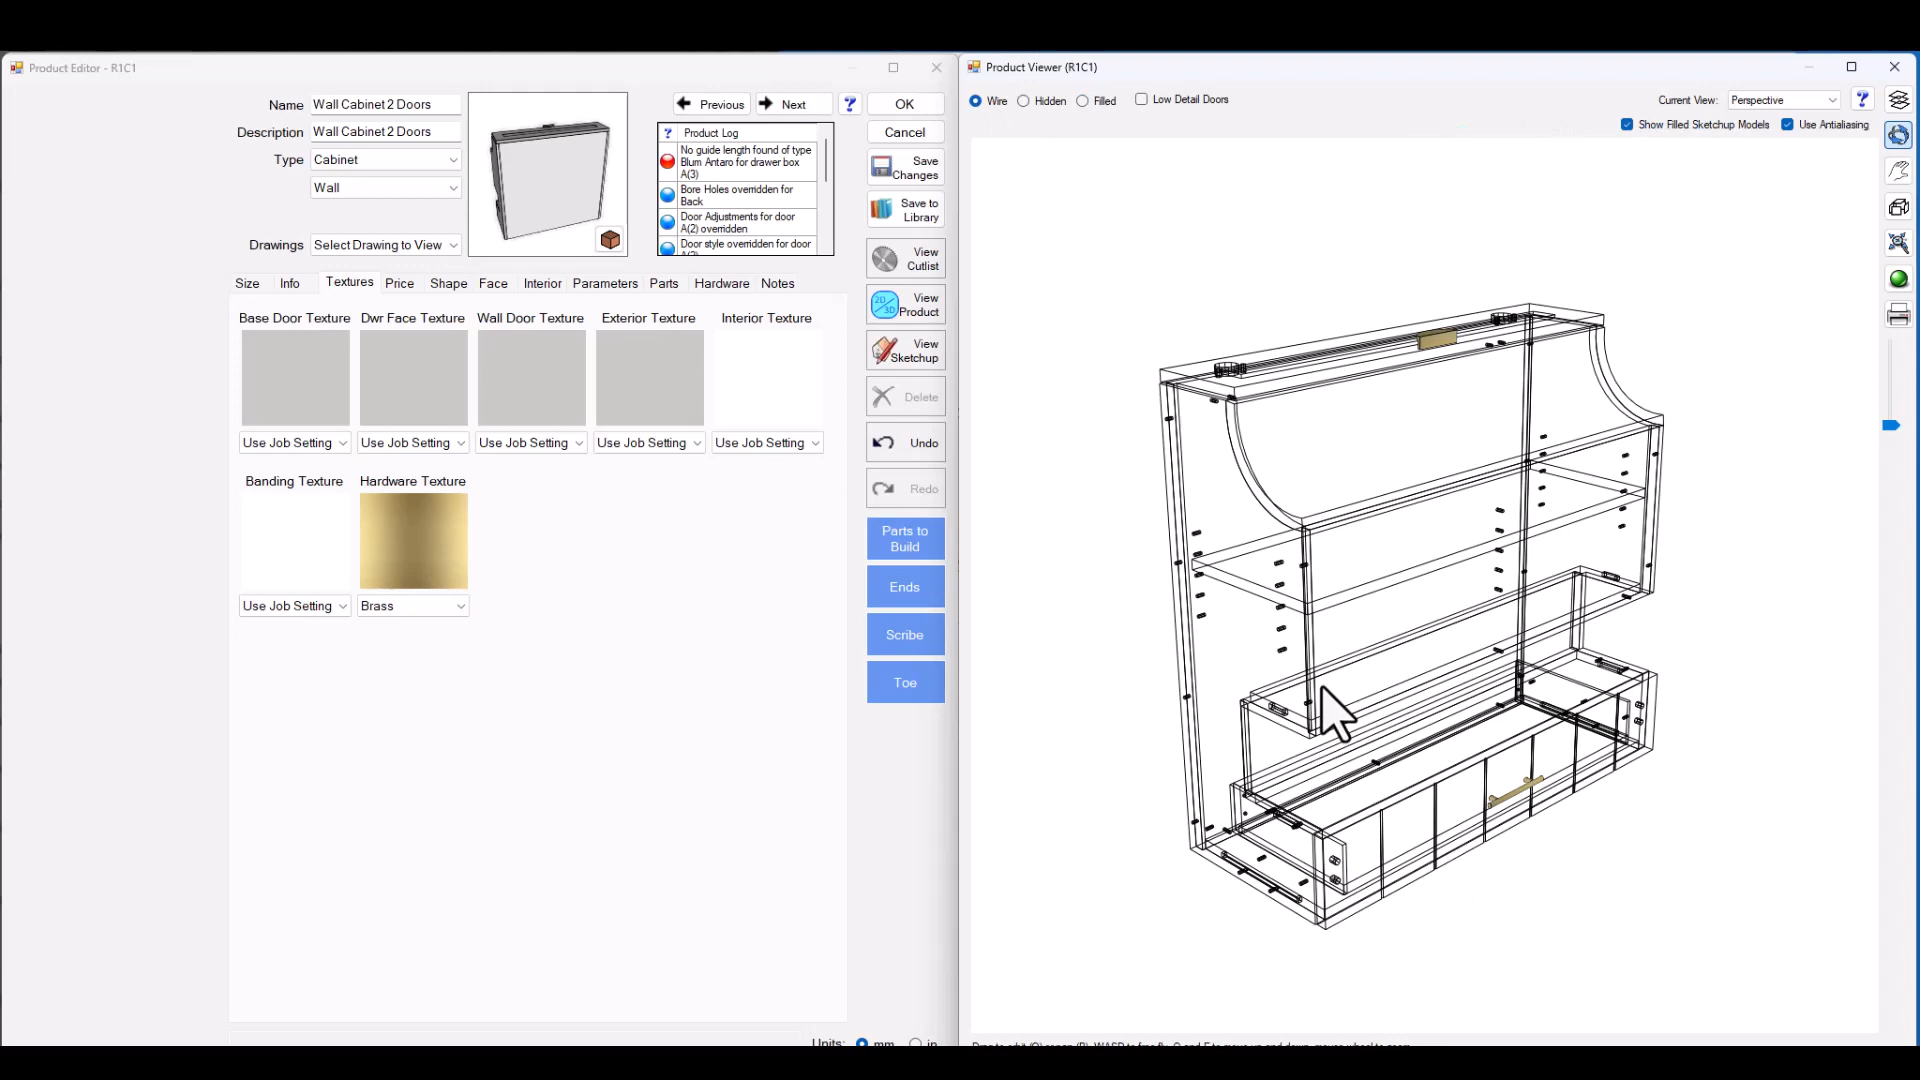 Product Editor - R1C1
Name Wall Cabinet 2 Doors
Description Wall Cabinet 2 Doors
Type Cabinet
Wall
Drawings Select Drawing to View
Previous
Next
?
OK
? Product Log
No guide length found of type
Blum Antaro for drawer box
A(3)
Bore Holes overridden for
Back
Door Adjustments for door
A(2) overridden
Door style overridden for door
Cancel
Save
Changes
Save to
Library
View
Cutlist
2D/3D
View
Product
View
Sketchup
Delete
Undo
Redo
Parts to
Build
Ends
Scribe
Toe
Size Info Textures Price Shape Face Interior Parameters Parts Hardware Notes
Base Door Texture Dwr Face Texture Wall Door Texture Exterior Texture Interior Texture
Use Job Setting Use Job Setting Use Job Setting Use Job Setting Use Job Setting
Banding Texture Hardware Texture
Use Job Setting Brass
Units: mm in
Product Viewer (R1C1)
Wire Hidden Filled Low Detail Doors
Current View: Perspective ?
Show Filled Sketchup Models Use Antialiasing